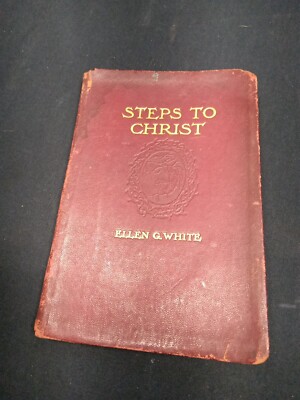 STEPS TO
CHRIST
ELLEN G. WHITE